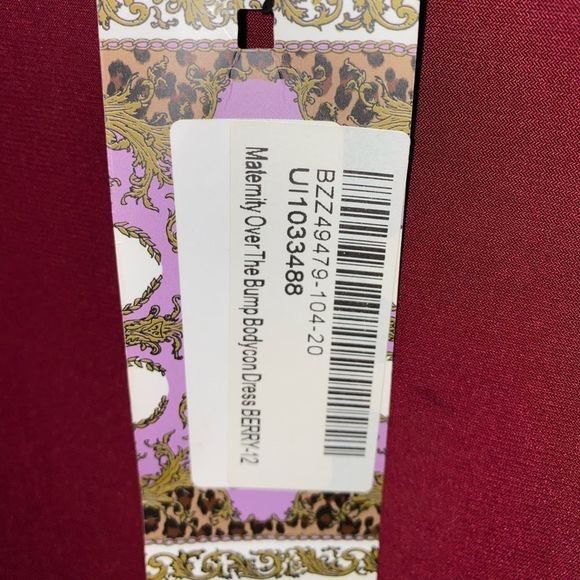 BZZ49479-104-20
UI1033488
Maternity Over The Bump Bodycon Dress BERRY-12